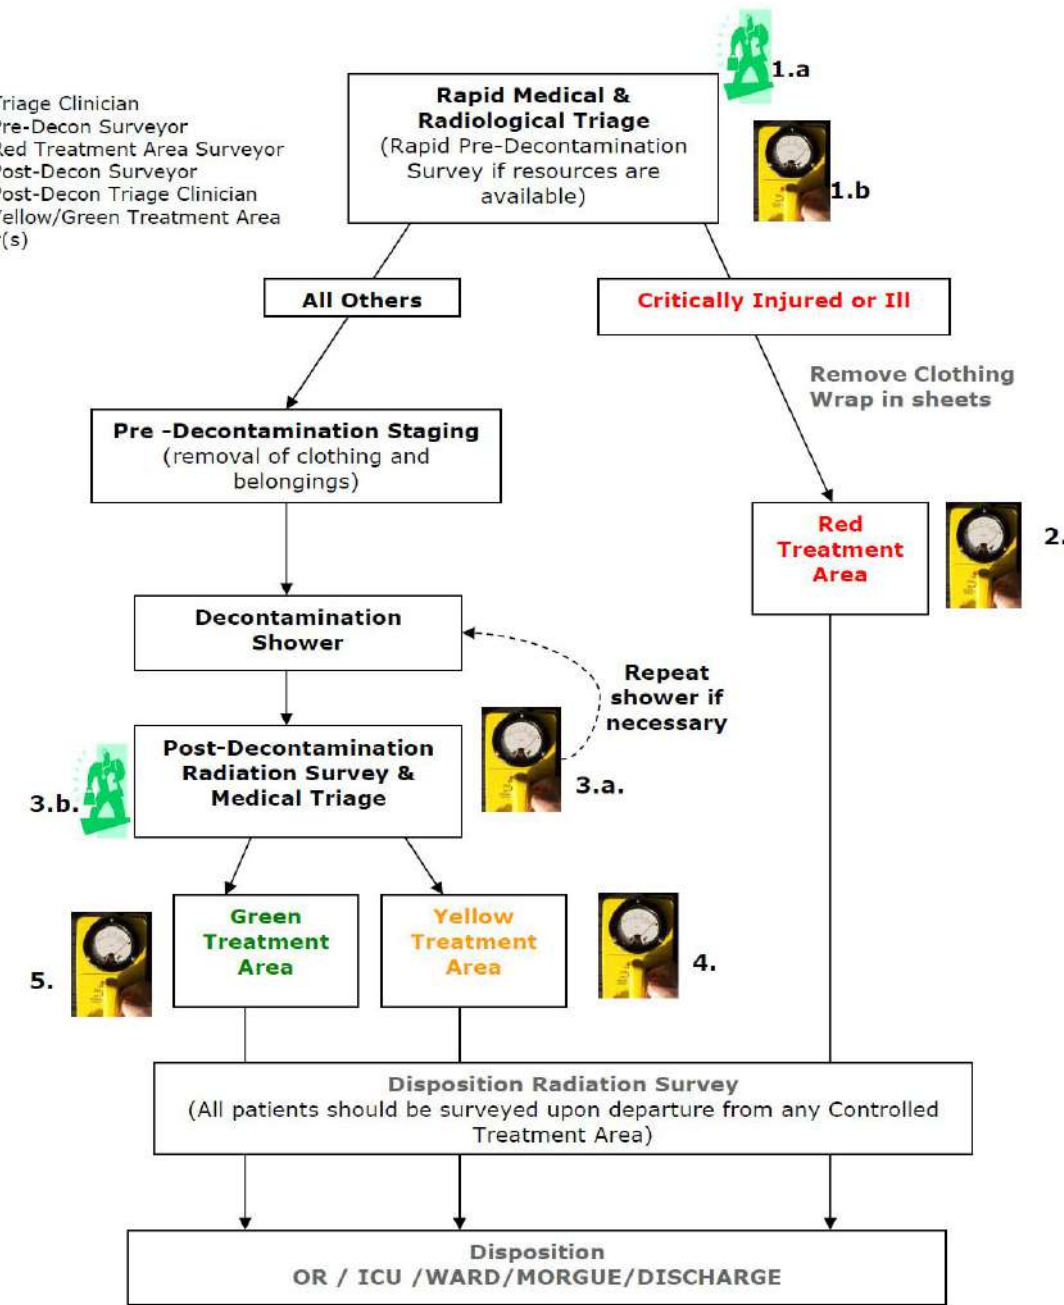 Triage Clinician
Pre-Decon Surveyor
Red Treatment Area Surveyor
Post-Decon Surveyor
Post-Decon Triage Clinician
Yellow/Green Treatment Area
(s)
1.a
Rapid Medical &
Radiological Triage
(Rapid Pre-Decontamination
Survey if resources are
available)
1.b
All Others
Critically Injured or Ill
Remove Clothing
Wrap in sheets
Pre -Decontamination Staging
(removal of clothing and
belongings)
Red
Treatment
Area
2.
Decontamination
Shower
Repeat
shower if
necessary
Post-Decontamination
Radiation Survey &
Medical Triage
3.a.
3.b.
Green
Treatment
Area
Yellow
Treatment
Area
4.
5.
Disposition Radiation Survey
(All patients should be surveyed upon departure from any Controlled
Treatment Area)
Disposition
OR / ICU /WARD/MORGUE/DISCHARGE